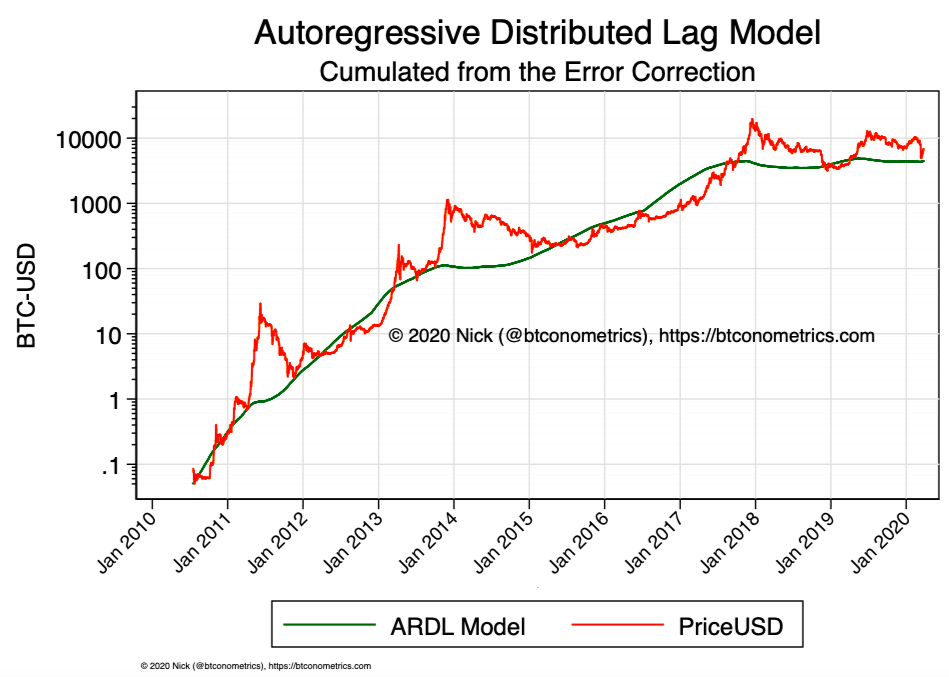 Autoregressive Distributed Lag Model
Cumulated from the Error Correction
BTC-USD
10000
1000
100
10
1
.1
© 2020 Nick (@btconometrics), https://btconometrics.com
Jan 2010
Jan 2011
Jan 2012
Jan 2013
Jan 2014
Jan 2015
Jan 2016
Jan 2017
Jan 2018
Jan 2019
Jan 2020
ARDL Model
PriceUSD
© 2020 Nick (@btconometrics), https://btconometrics.com